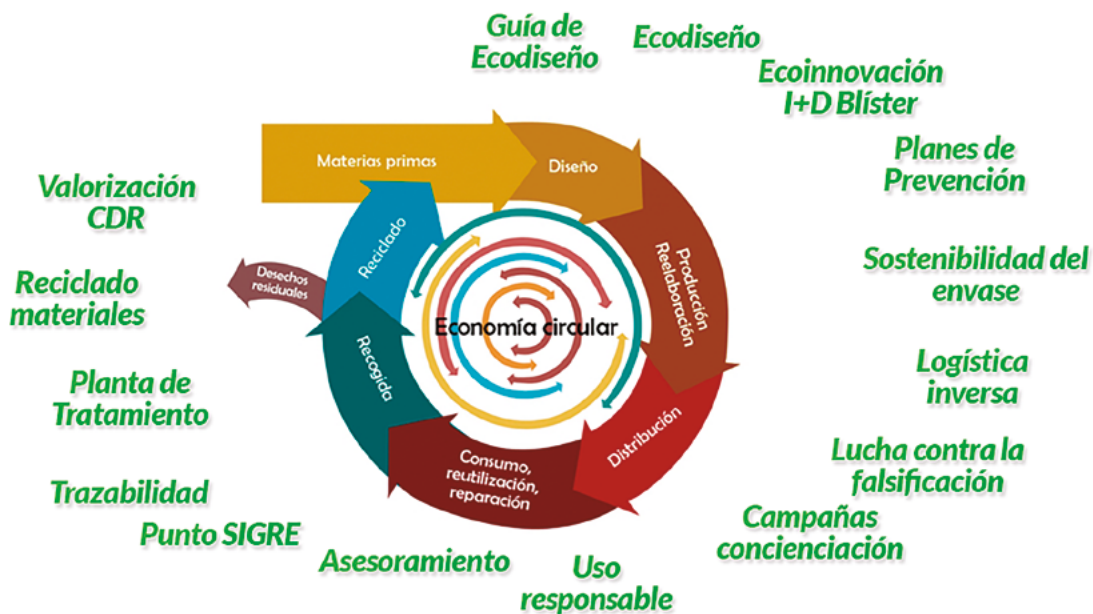 Guía de
Ecodiseño
Ecodiseño
Ecoinnovación
I+D Blíster
Planes de
Prevención
Sostenibilidad del
envase
Logística
inversa
Lucha contra la
falsificación
Campañas
concienciación
Uso
responsable
Asesoramiento
Punto SIGRE
Trazabilidad
Planta de
Tratamiento
Reciclado
materiales
Valorización
CDR
Materias primas
Diseño
Producción
Reelaboración
Distribución
Consumo,
reutilización,
reparación
Recogida
Reciclado
Desechos
residuales
Economía circular